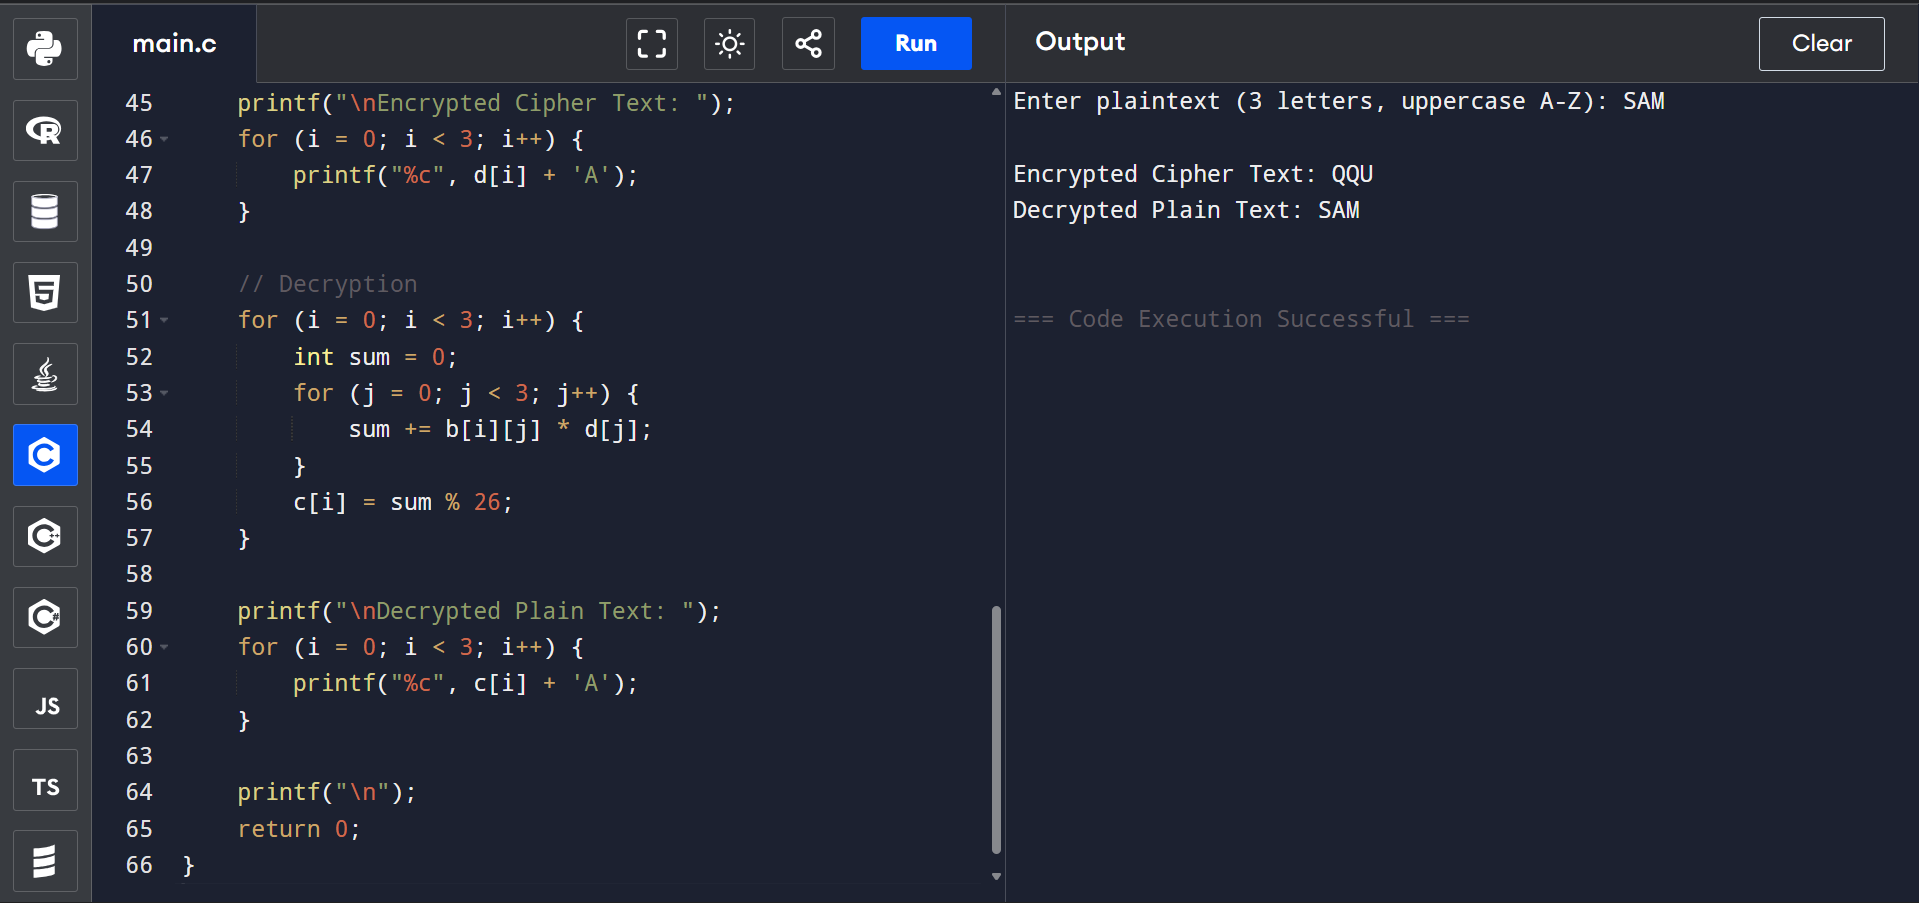 main.c
Run
Output
Clear
45 printf("\nEncrypted Cipher Text: ");
46 for (i = 0; i < 3; i++) {
47 printf("%c", d[i] + 'A');
48 }
49
50 // Decryption
51 for (i = 0; i < 3; i++) {
52 int sum = 0;
53 for (j = 0; j < 3; j++) {
54 sum += b[i][j] * d[j];
55 }
56 c[i] = sum % 26;
57 }
58
59 printf("\nDecrypted Plain Text: ");
60 for (i = 0; i < 3; i++) {
61 printf("%c", c[i] + 'A');
62 }
63
64 printf("\n");
65 return 0;
66 }
Enter plaintext (3 letters, uppercase A-Z): SAM
Encrypted Cipher Text: QQU
Decrypted Plain Text: SAM
=== Code Execution Successful ===
R
5
C
C++
C#
JS
TS